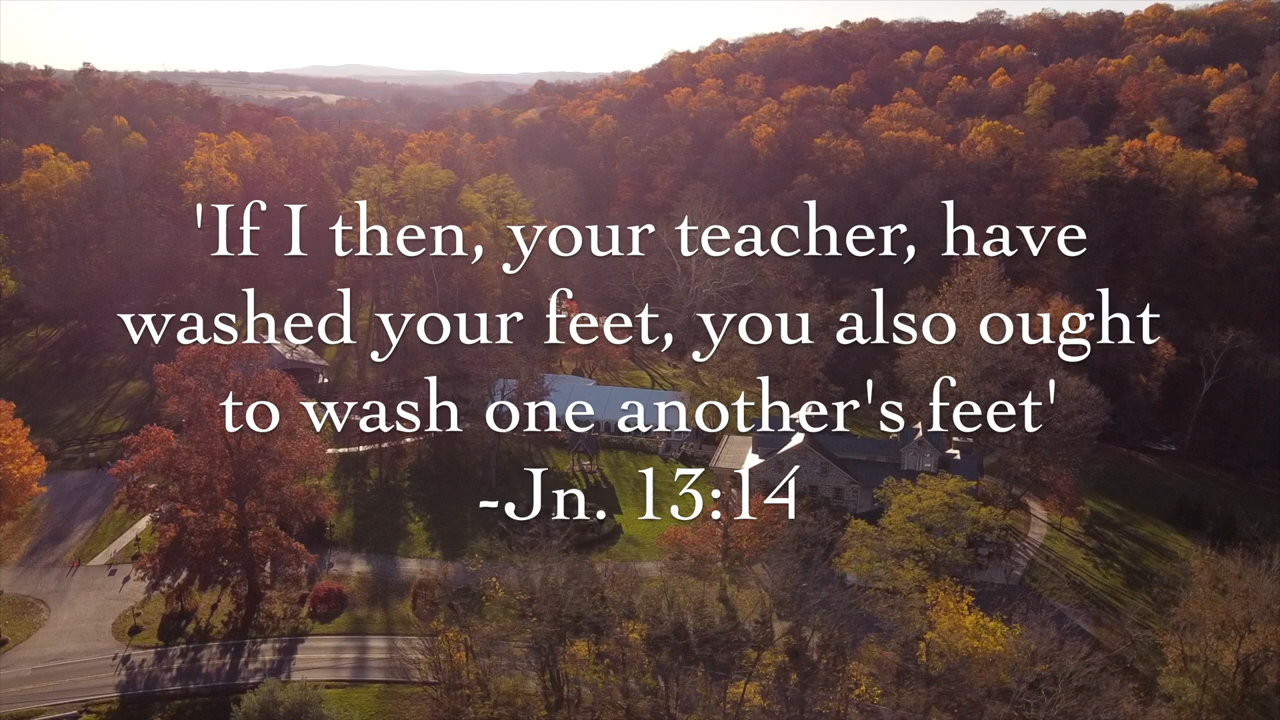 'If I then, your teacher, have
washed your feet, you also ought
to wash one another's feet'
-Jn. 13:14